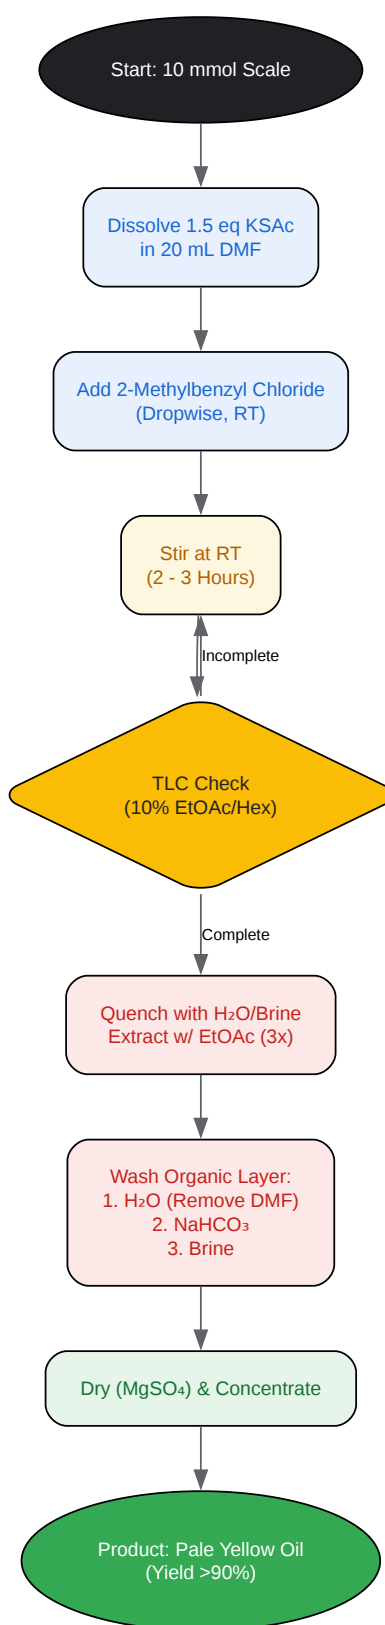 Start: 10 mmol Scale
Dissolve 1.5 eq KSAc
in 20 mL DMF
Add 2-Methylbenzyl Chloride
(Dropwise, RT)
Stir at RT
(2 - 3 Hours)
Incomplete
TLC Check
(10% EtOAc/Hex)
Complete
Quench with H₂O/Brine
Extract w/ EtOAc (3x)
Wash Organic Layer:
1. H₂O (Remove DMF)
2. NaHCO₃
3. Brine
Dry (MgSO₄) & Concentrate
Product: Pale Yellow Oil
(Yield >90%)